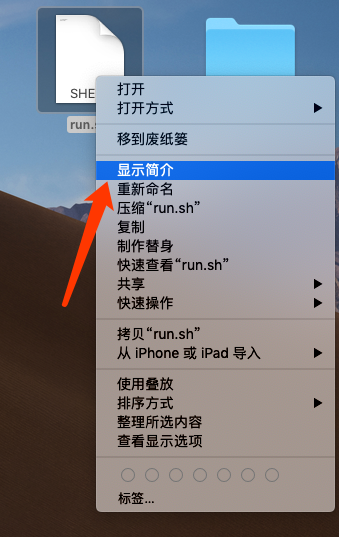 SHE
run.s
打开
打开方式
移到废纸篓
显示简介
重新命名
压缩“run.sh”
复制
制作替身
快速查看“run.sh”
共享
快速操作
拷贝“run.sh”
从 iPhone 或 iPad 导入
使用叠放
排序方式
整理所选内容
查看显示选项
标签...